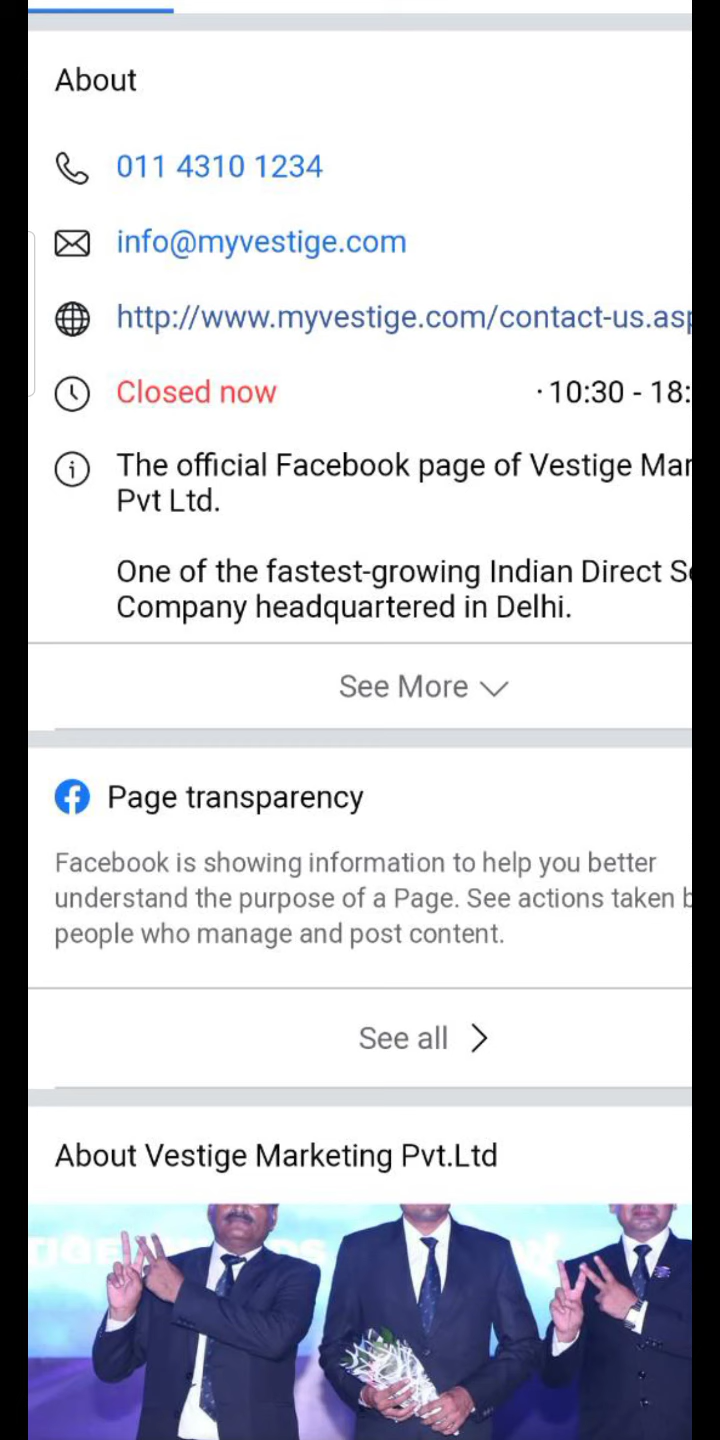 About
011 4310 1234
info@myvestige.com
http://www.myvestige.com/contact-us.asp
Closed now · 10:30 - 18:
The official Facebook page of Vestige Mar
Pvt Ltd.
One of the fastest-growing Indian Direct Se
Company headquartered in Delhi.
See More
Page transparency
Facebook is showing information to help you better
understand the purpose of a Page. See actions taken b
people who manage and post content.
See all
About Vestige Marketing Pvt.Ltd